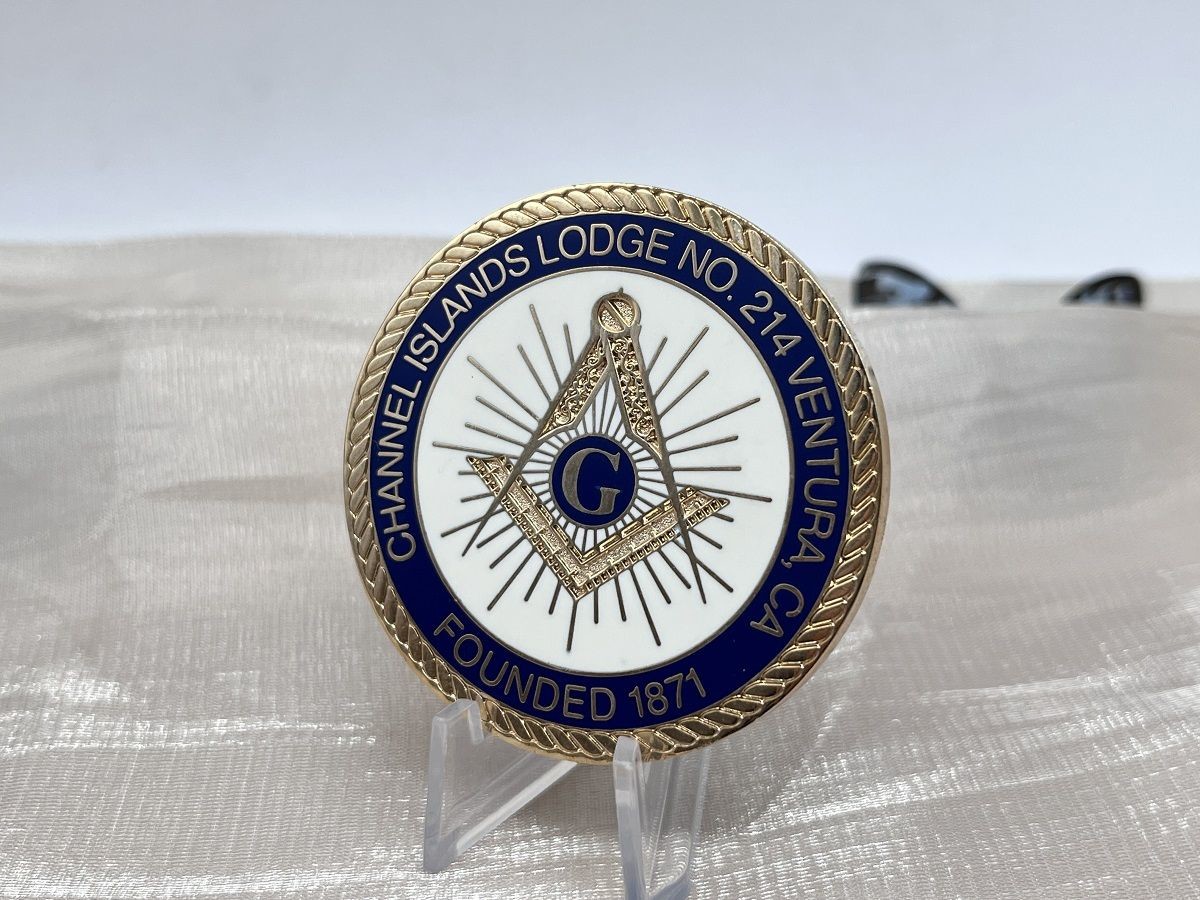 CHANNEL ISLANDS LODGE NO. 214 VENTURA, CA
G
FOUNDED 1871